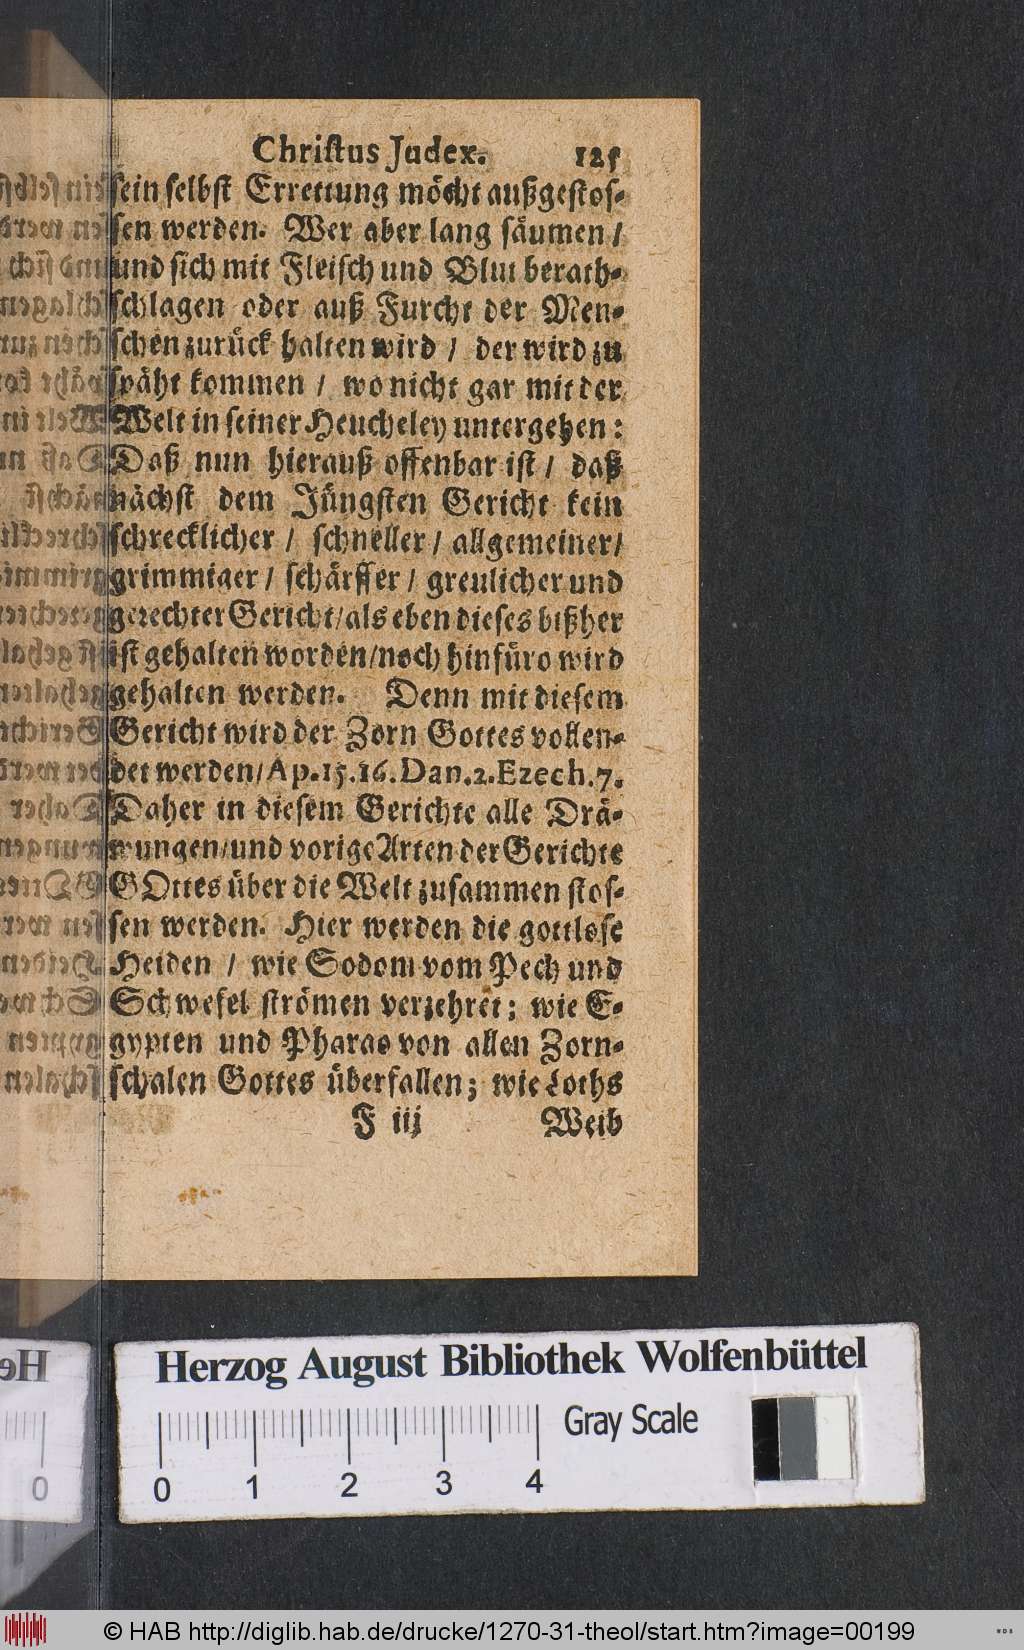 Christus Judex. 125
sein selbst Errettung möcht außgestos-
sen werden. Wer aber lang säumen /
und sich mit Fleisch und Blut berath-
schlagen oder auß Furcht der Men-
schen zurück halten wird / der wird zu
späht kommen / wo nicht gar mit der
Welt in seiner Heucheley untergehen:
Daß nun hierauß offenbar ist / daß
nächst dem Jüngsten Gericht kein
schrecklicher / schneller / allgemeiner /
grimmiger / schärffer / greulicher und
gerechter Gericht / als eben dieses bißher
ist gehalten worden / noch hinfüro wird
gehalten werden. Denn mit diesem
Gericht wird der Zorn Gottes vollen-
det werden / Ap. 15. 16. Dan. 2. Ezech. 7.
Daher in diesem Gerichte alle Drä-
wungen / und vorige Arten der Gerichte
GOttes über die Welt zusammen stos-
sen werden. Hier werden die gottlose
Heiden / wie Sodom vom Pech und
Schwefel strömen verzehret; wie E-
gypten und Pharao von allen Zorn-
schalen Gottes überfallen; wie Loths
F iij Weib
Herzog August Bibliothek Wolfenbüttel
Gray Scale
0 1 2 3 4
© HAB http://diglib.hab.de/drucke/1270-31-theol/start.htm?image=00199